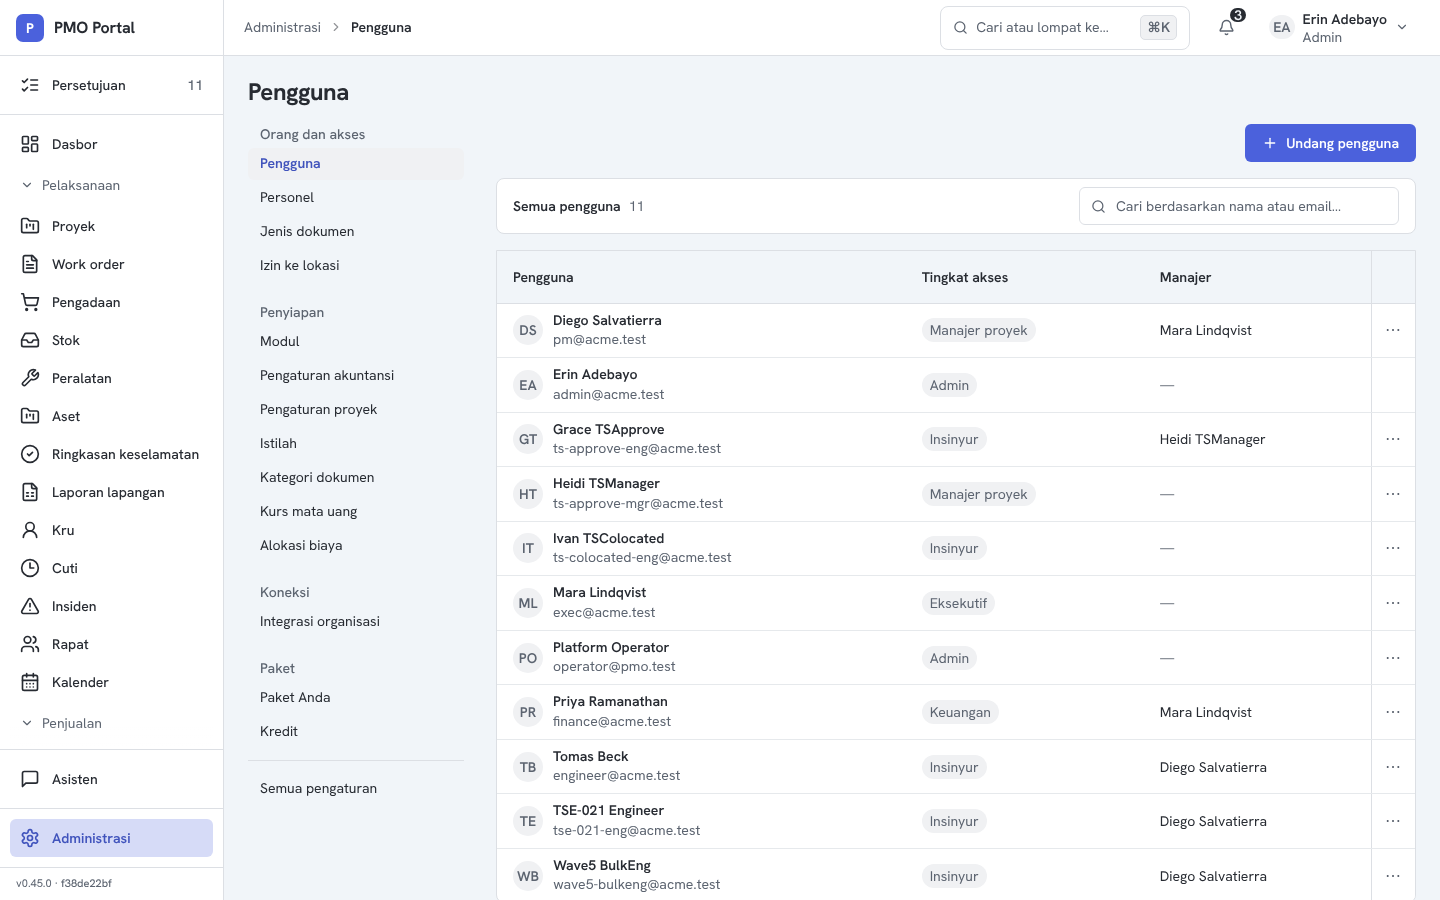 P PMO Portal
Administrasi > Pengguna
Cari atau lompat ke... ⌘K
3
EA Erin Adebayo
Admin
Persetujuan 11
Dasbor
Pelaksanaan
Proyek
Work order
Pengadaan
Stok
Peralatan
Aset
Ringkasan keselamatan
Laporan lapangan
Kru
Cuti
Insiden
Rapat
Kalender
Penjualan
Asisten
Administrasi
v0.45.0 · f38de22bf
Pengguna
Orang dan akses
Pengguna
Personel
Jenis dokumen
Izin ke lokasi
Penyiapan
Modul
Pengaturan akuntansi
Pengaturan proyek
Istilah
Kategori dokumen
Kurs mata uang
Alokasi biaya
Koneksi
Integrasi organisasi
Paket
Paket Anda
Kredit
Semua pengaturan
+ Undang pengguna
Semua pengguna 11
Cari berdasarkan nama atau email...
Pengguna Tingkat akses Manajer
DS Diego Salvatierra Manajer proyek Mara Lindqvist ...
pm@acme.test
EA Erin Adebayo Admin —
admin@acme.test
GT Grace TSApprove Insinyur Heidi TSManager ...
ts-approve-eng@acme.test
HT Heidi TSManager Manajer proyek — ...
ts-approve-mgr@acme.test
IT Ivan TSColocated Insinyur — ...
ts-colocated-eng@acme.test
ML Mara Lindqvist Eksekutif — ...
exec@acme.test
PO Platform Operator Admin — ...
operator@pmo.test
PR Priya Ramanathan Keuangan Mara Lindqvist ...
finance@acme.test
TB Tomas Beck Insinyur Diego Salvatierra ...
engineer@acme.test
TE TSE-021 Engineer Insinyur Diego Salvatierra ...
tse-021-eng@acme.test
WB Wave5 BulkEng Insinyur Diego Salvatierra ...
wave5-bulkeng@acme.test